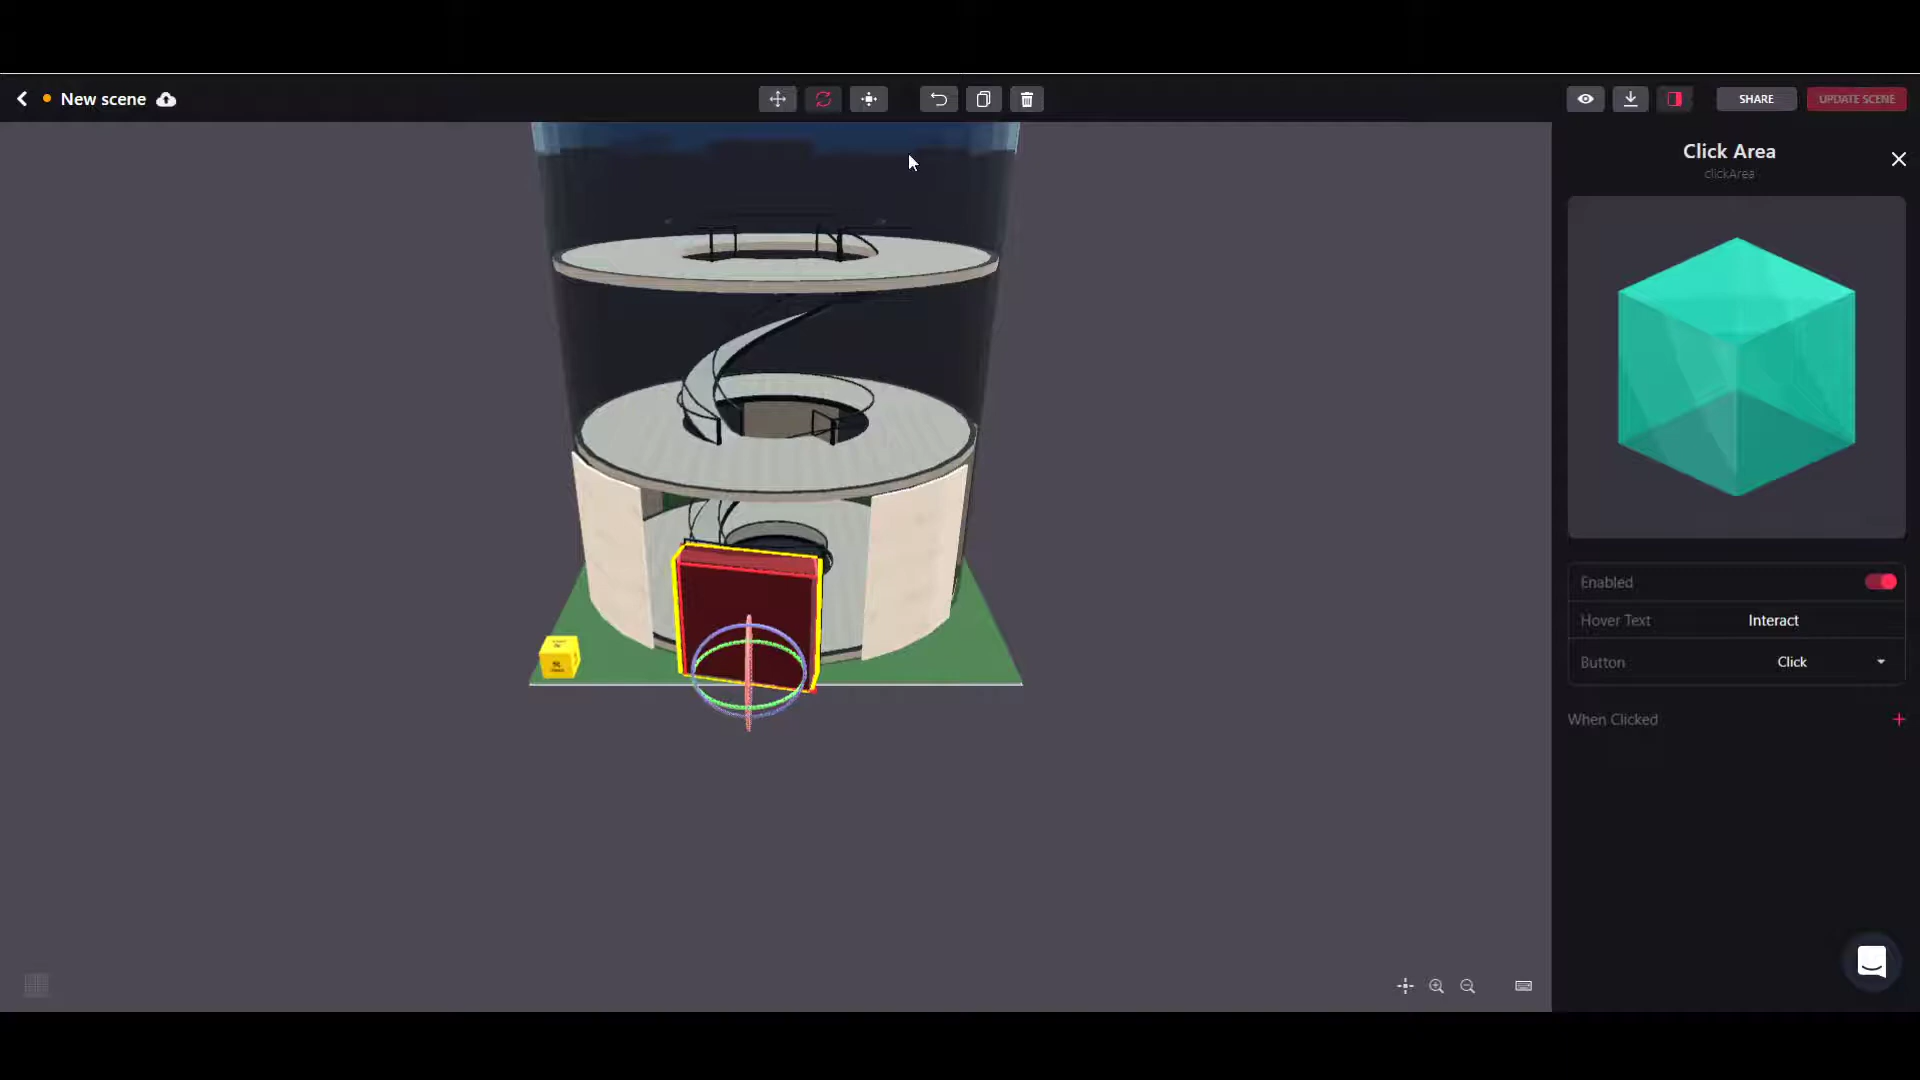 New scene
SHARE
UPDATE SCENE
Click Area
clickArea
Enabled
Hover Text Interact
Button Click
When Clicked